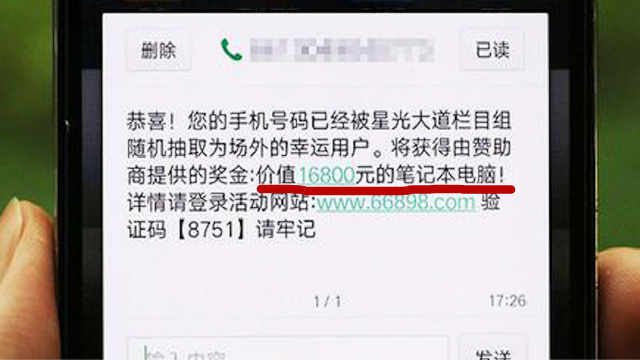 删除
已读
恭喜！您的手机号码已经被星光大道栏目组
随机抽取为场外的幸运用户。将获得由赞助
商提供的奖金:价值16800元的笔记本电脑！
详情请登录活动网站:www.66898.com 验
证码【8751】请牢记
1/1
17:26
输入内容
发送